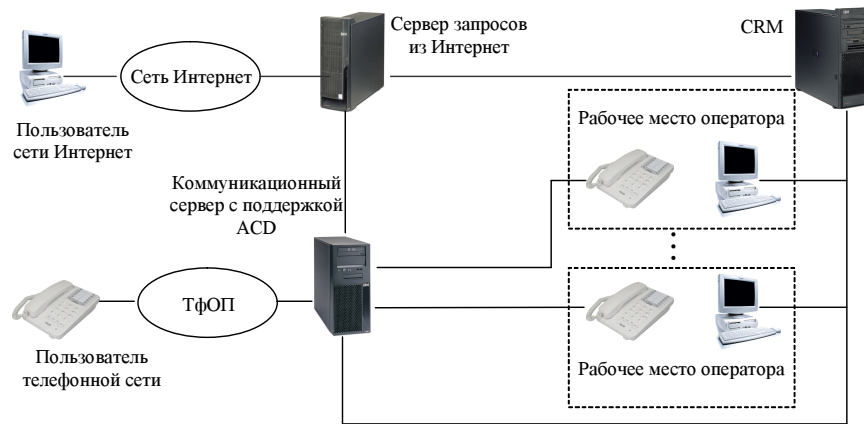 Сервер запросов
из Интернет
CRM
Сеть Интернет
Пользователь
сети Интернет
Рабочее место оператора
Коммуникационный
сервер с поддержкой
ACD
ТфОП
Пользователь
телефонной сети
Рабочее место оператора